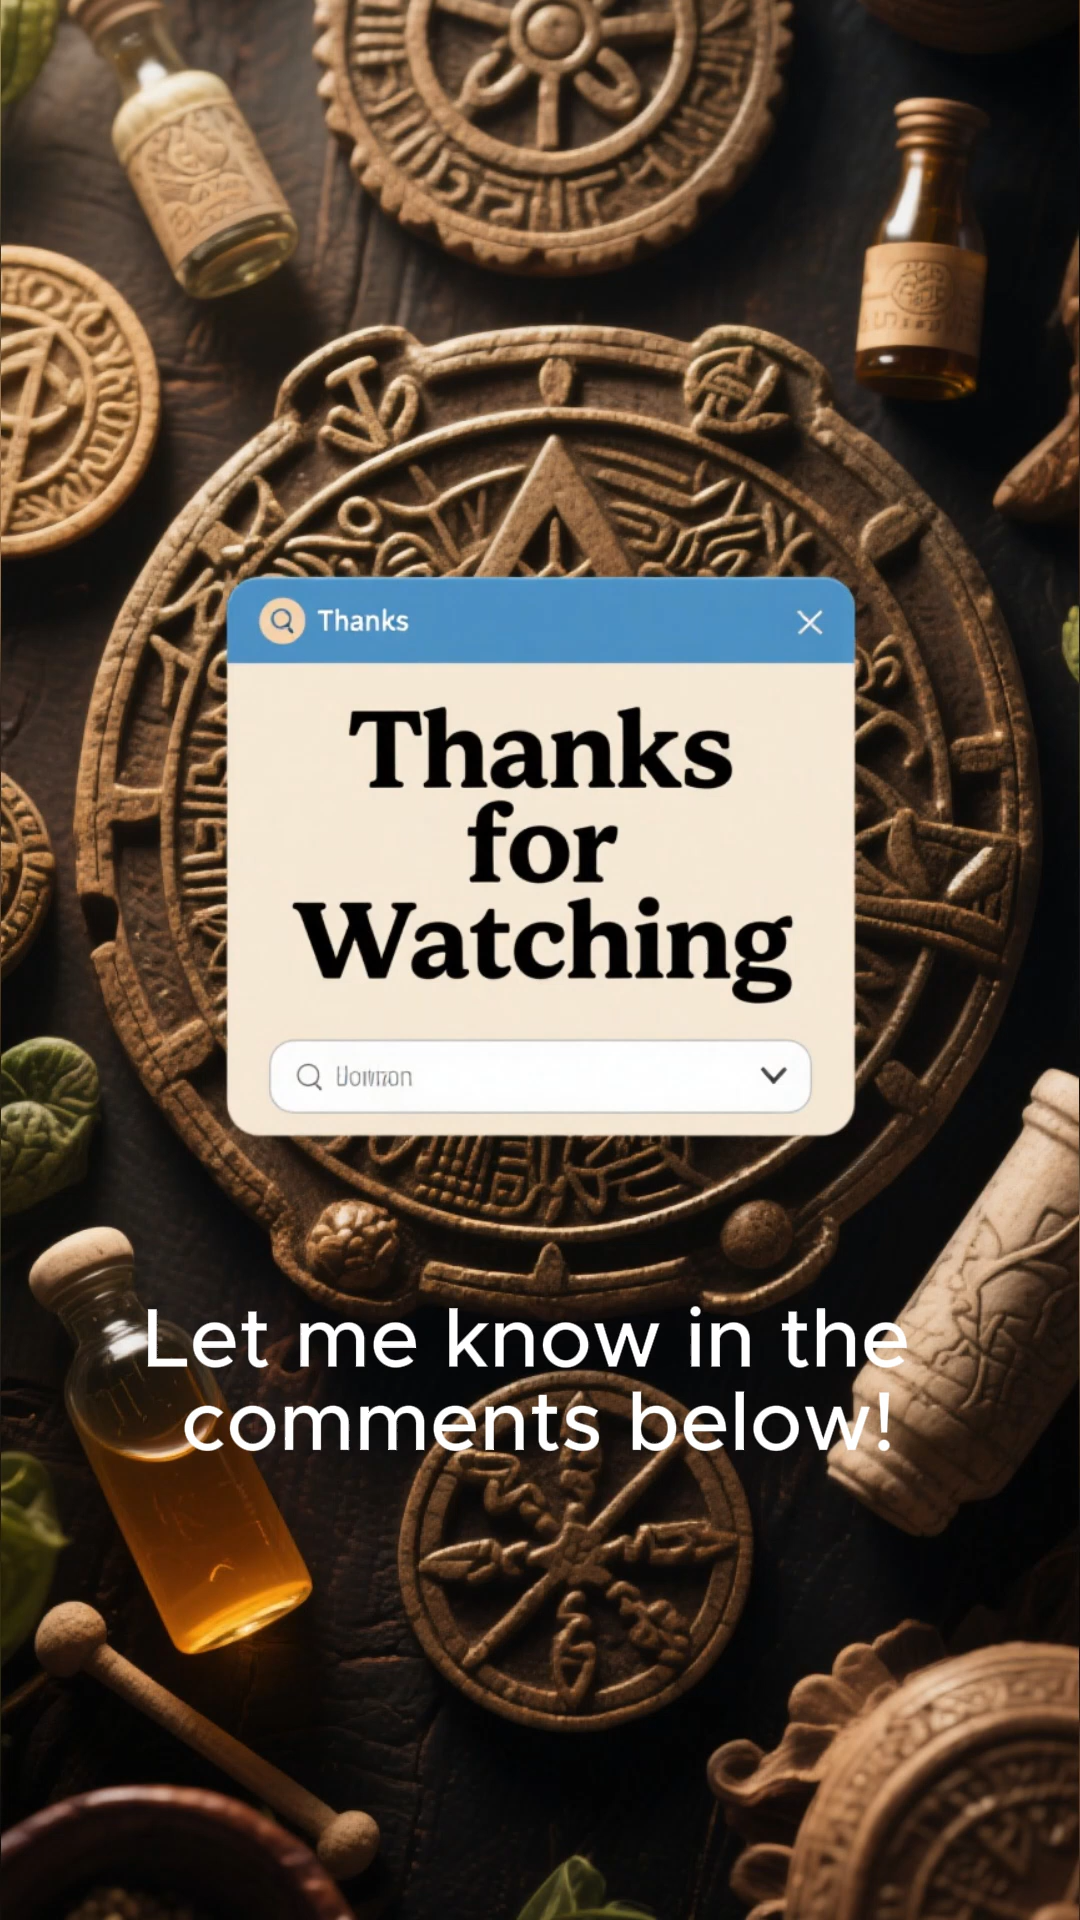 Thanks
Thanks
for
Watching
Let me know in the
comments below!